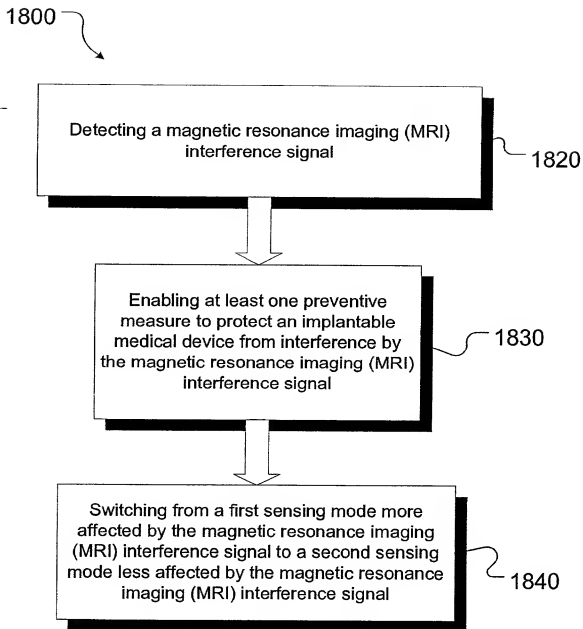 1800
Detecting a magnetic resonance imaging (MRI)
interference signal
1820
Enabling at least one preventive
measure to protect an implantable
medical device from interference by
the magnetic resonance imaging (MRI)
interference signal
1830
Switching from a first sensing mode more
affected by the magnetic resonance imaging
(MRI) interference signal to a second sensing
mode less affected by the magnetic resonance
imaging (MRI) interference signal
1840